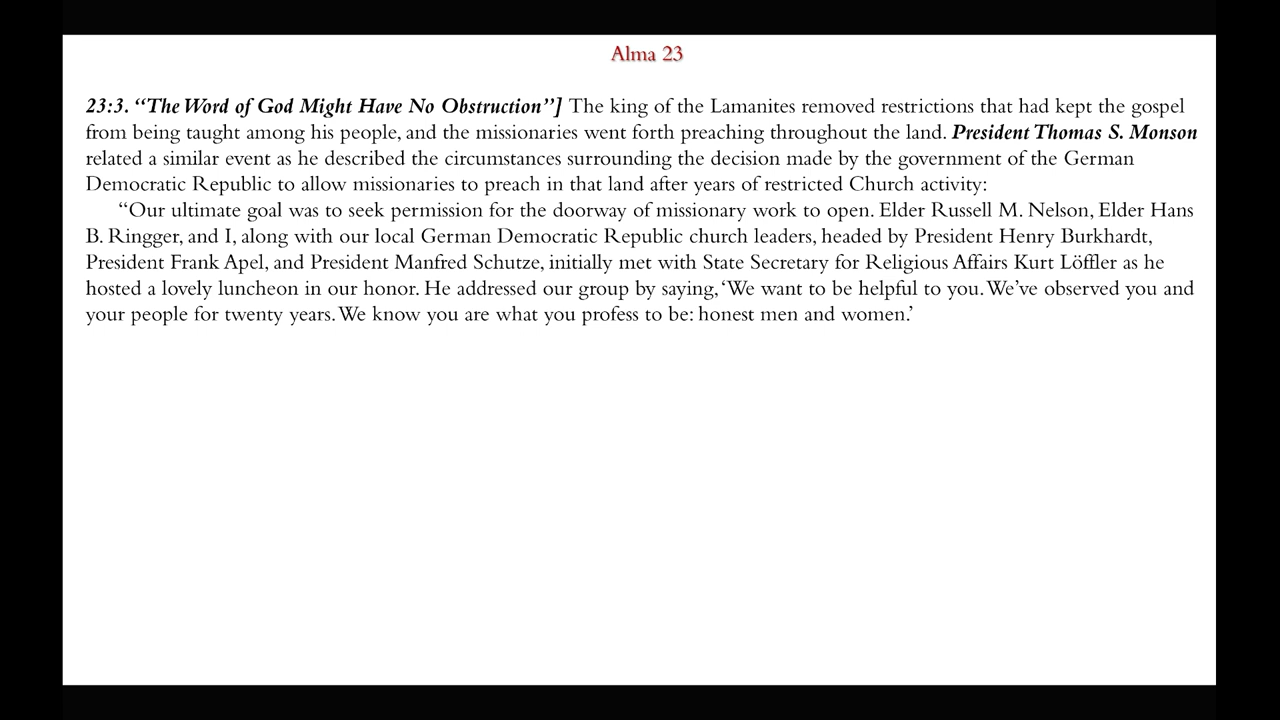 Alma 23
23:3. “The Word of God Might Have No Obstruction”] The king of the Lamanites removed restrictions that had kept the gospel
from being taught among his people, and the missionaries went forth preaching throughout the land. President Thomas S. Monson
related a similar event as he described the circumstances surrounding the decision made by the government of the German
Democratic Republic to allow missionaries to preach in that land after years of restricted Church activity:
“Our ultimate goal was to seek permission for the doorway of missionary work to open. Elder Russell M. Nelson, Elder Hans
B. Ringger, and I, along with our local German Democratic Republic church leaders, headed by President Henry Burkhardt,
President Frank Apel, and President Manfred Schutze, initially met with State Secretary for Religious Affairs Kurt Löffler as he
hosted a lovely luncheon in our honor. He addressed our group by saying, ‘We want to be helpful to you. We’ve observed you and
your people for twenty years. We know you are what you profess to be: honest men and women.’